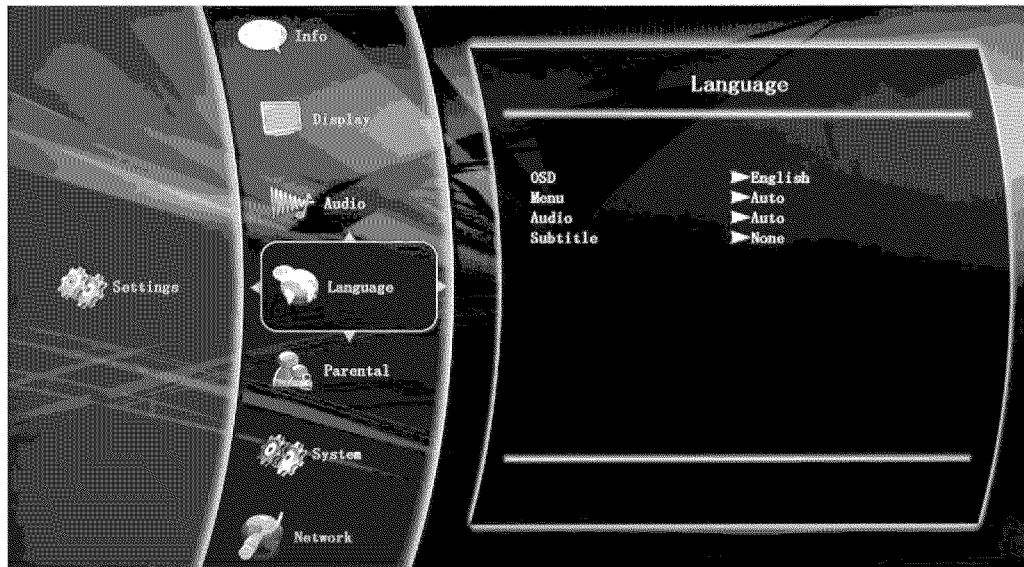 Settings
Info
Display
Audio
Language
Parental
System
Network
Language
OSD ▶English
Menu ▶Auto
Audio ▶Auto
Subtitle ▶None